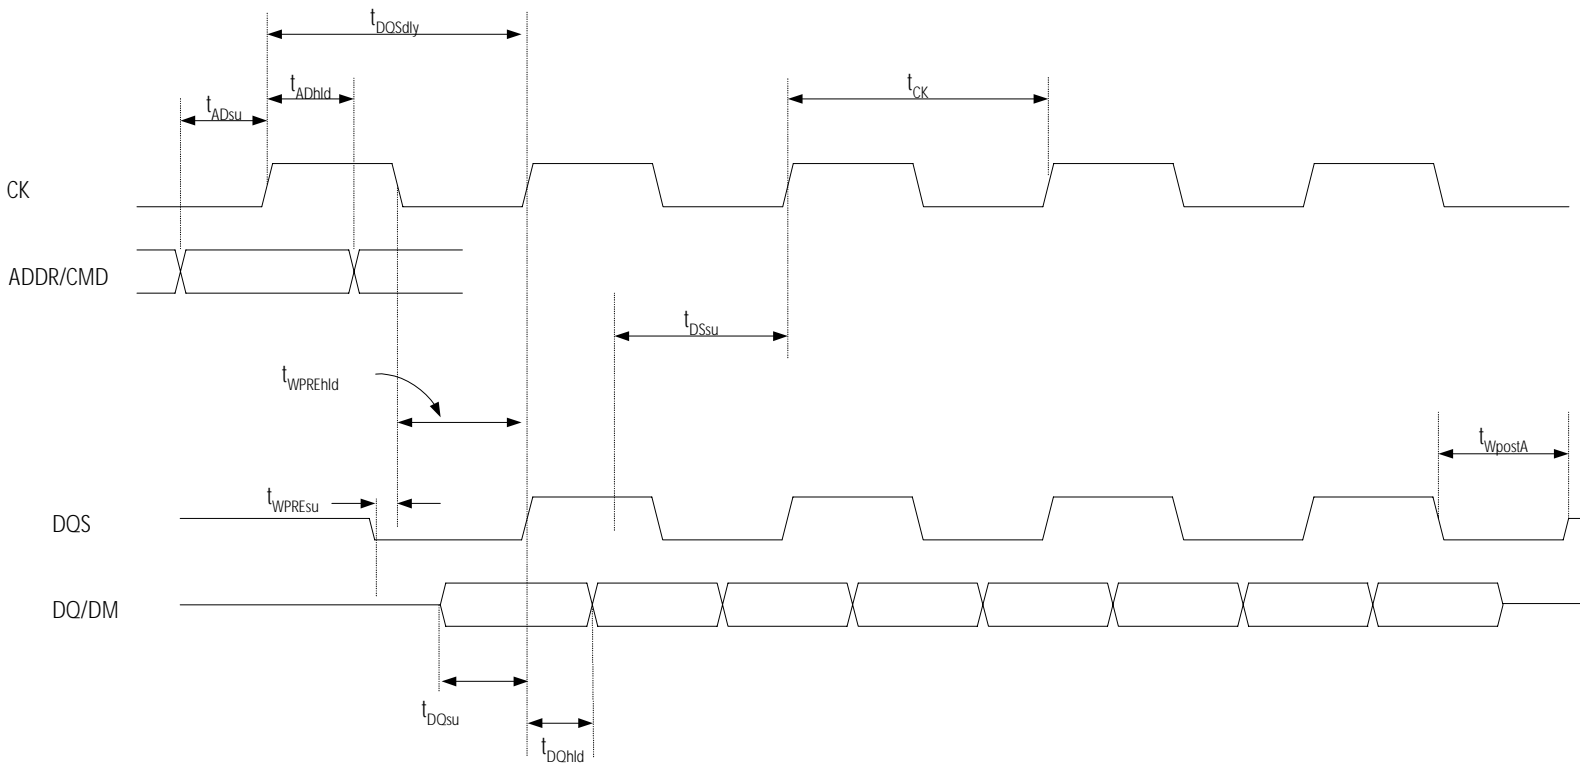 tDQSdly
tADhld
tCK
tADsu
CK
ADDR/CMD
tDSsu
tWPREhld
tWpostA
tWPREsu
DQS
DQ/DM
tDQsu
tDQhld